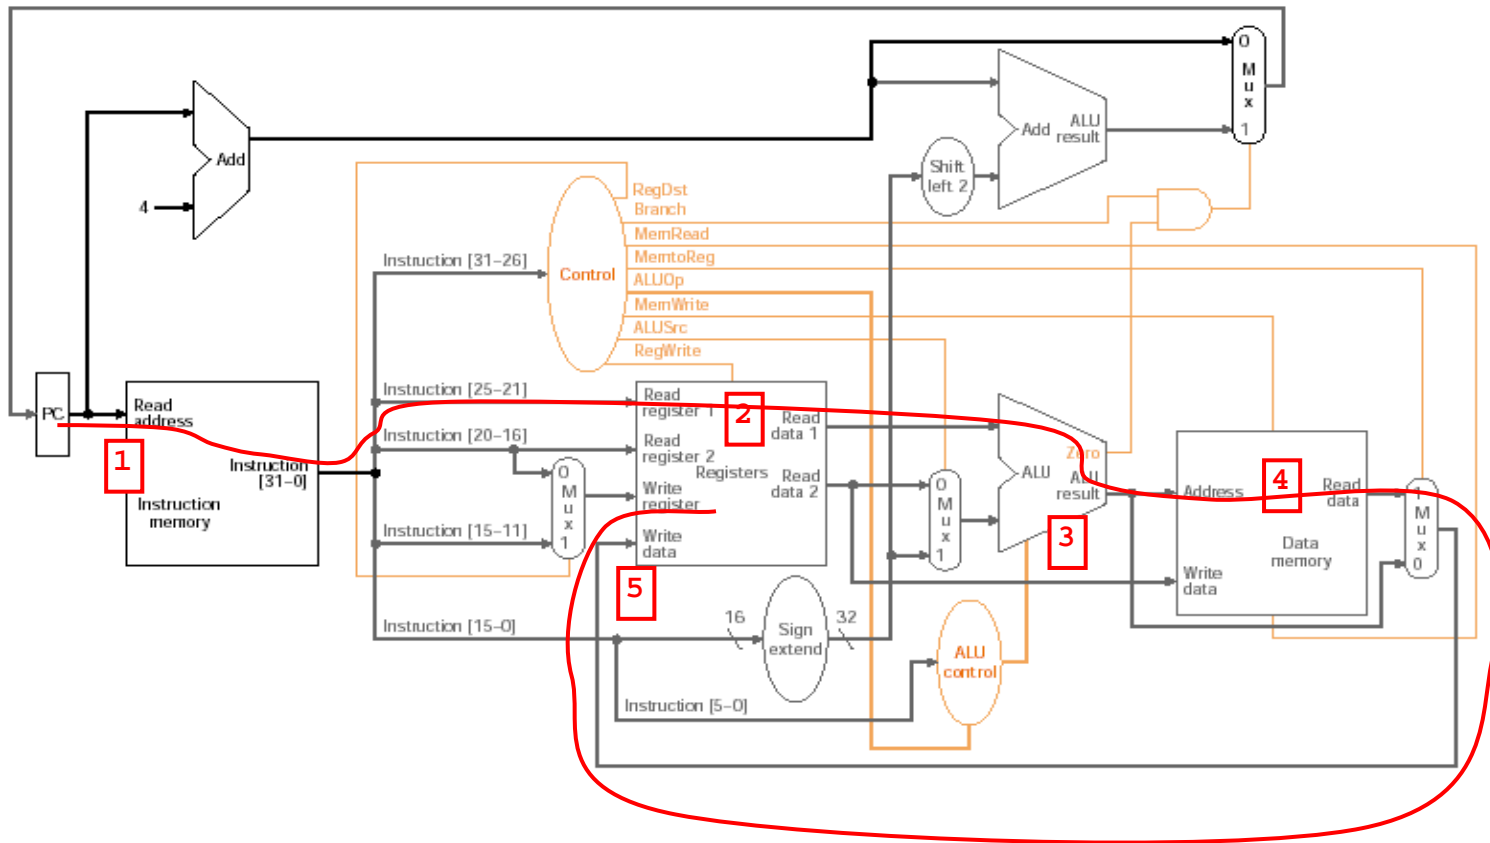 0
M
u
x
1
Add
ALU
result
Shift
left 2
Add
4
RegDst
Branch
MemRead
MemtoReg
ALUOp
MemWrite
ALUSrc
RegWrite
Control
Instruction [31–26]
Instruction [25–21]
Instruction [20–16]
Instruction [15–11]
Instruction [15–0]
Instruction [5–0]
PC
Read
address
Instruction
[31–0]
Instruction
memory
1
0
M
u
x
1
Read
register 1
Read
register 2
Write
register
Write
data
Registers
Read
data 1
Read
data 2
2
5
16
Sign
extend
32
0
M
u
x
1
Zero
ALU
ALU
result
3
ALU
control
Address
Write
data
Read
data
Data
memory
4
1
M
u
x
0